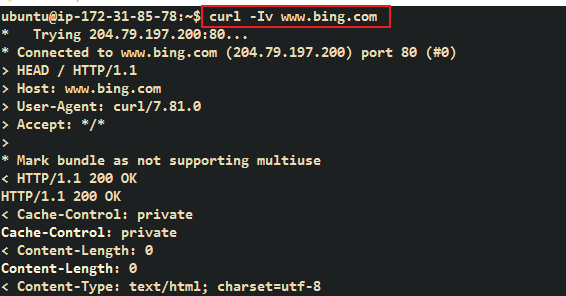 ubuntu@ip-172-31-85-78:~$ curl -Iv www.bing.com
*   Trying 204.79.197.200:80...
* Connected to www.bing.com (204.79.197.200) port 80 (#0)
> HEAD / HTTP/1.1
> Host: www.bing.com
> User-Agent: curl/7.81.0
> Accept: */*
>
* Mark bundle as not supporting multiuse
< HTTP/1.1 200 OK
HTTP/1.1 200 OK
< Cache-Control: private
Cache-Control: private
< Content-Length: 0
Content-Length: 0
< Content-Type: text/html; charset=utf-8